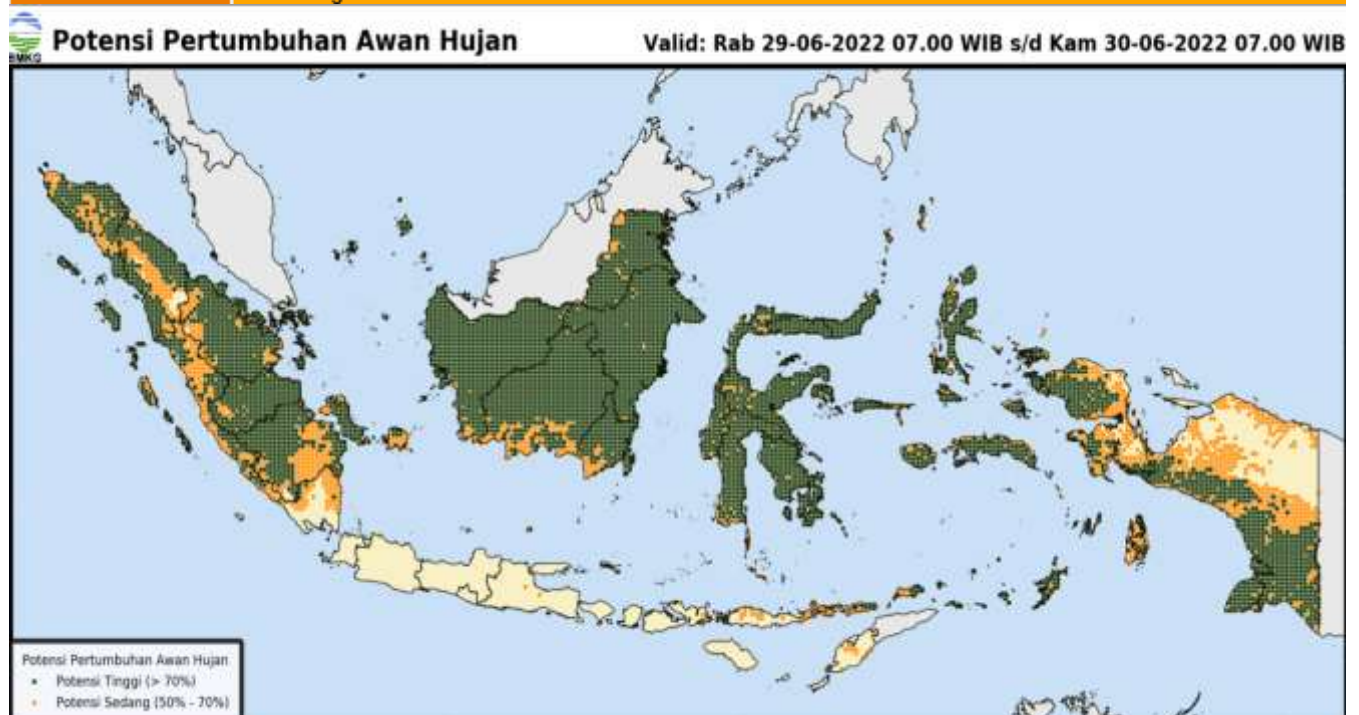 BMKG
Potensi Pertumbuhan Awan Hujan
Valid: Rab 29-06-2022 07.00 WIB s/d Kam 30-06-2022 07.00 WIB
Potensi Pertumbuhan Awan Hujan
Potensi Tinggi (> 70%)
Potensi Sedang (50% - 70%)